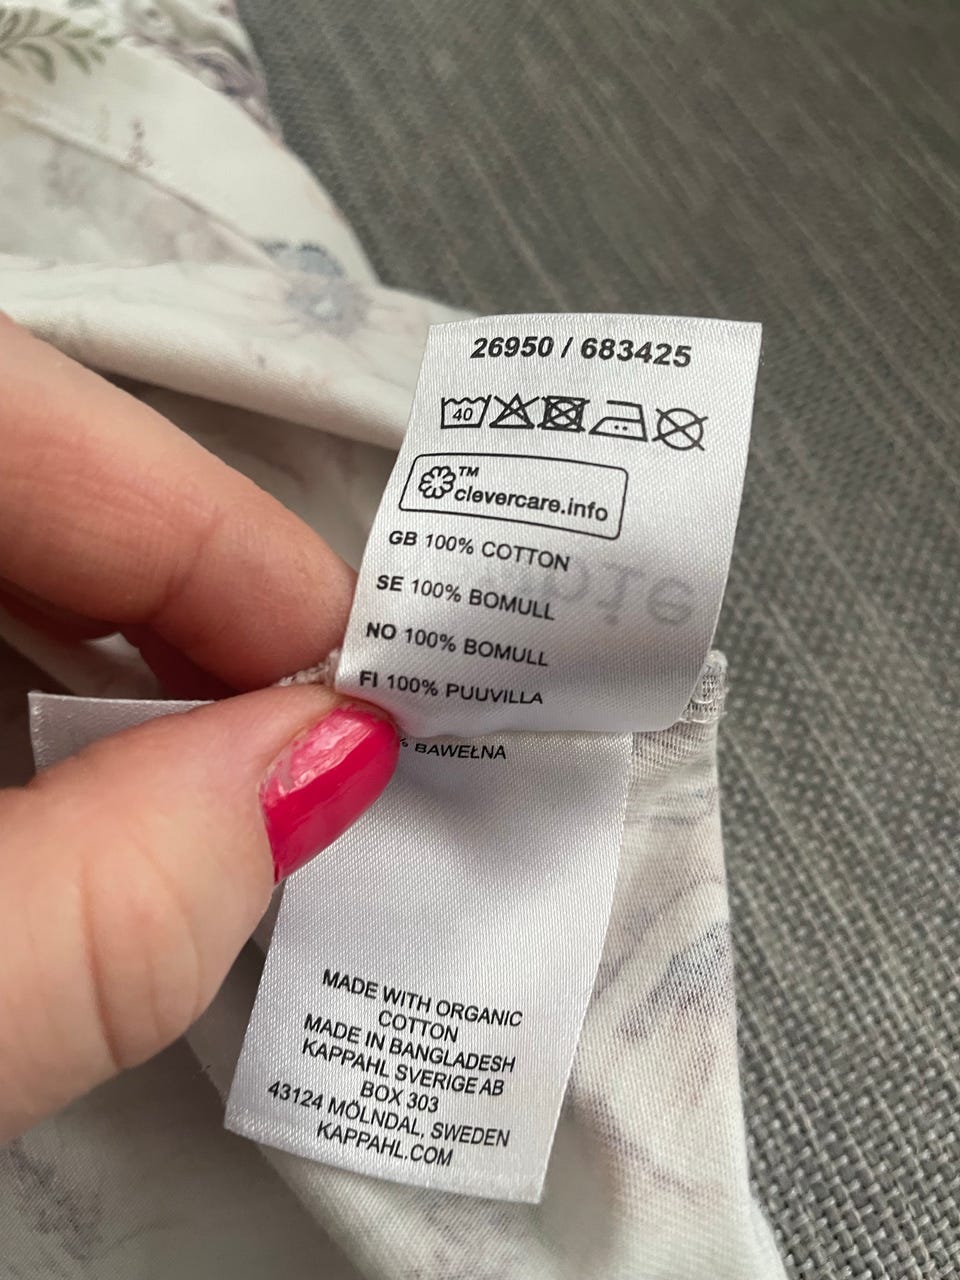 26950 / 683425
40
TM
clevercare.info
GB 100% COTTON
SE 100% BOMULL
NO 100% BOMULL
FI 100% PUUVILLA
% BAWEŁNA
MADE WITH ORGANIC
COTTON
MADE IN BANGLADESH
KAPPAHL SVERIGE AB
BOX 303
43124 MÖLNDAL, SWEDEN
KAPPAHL.COM